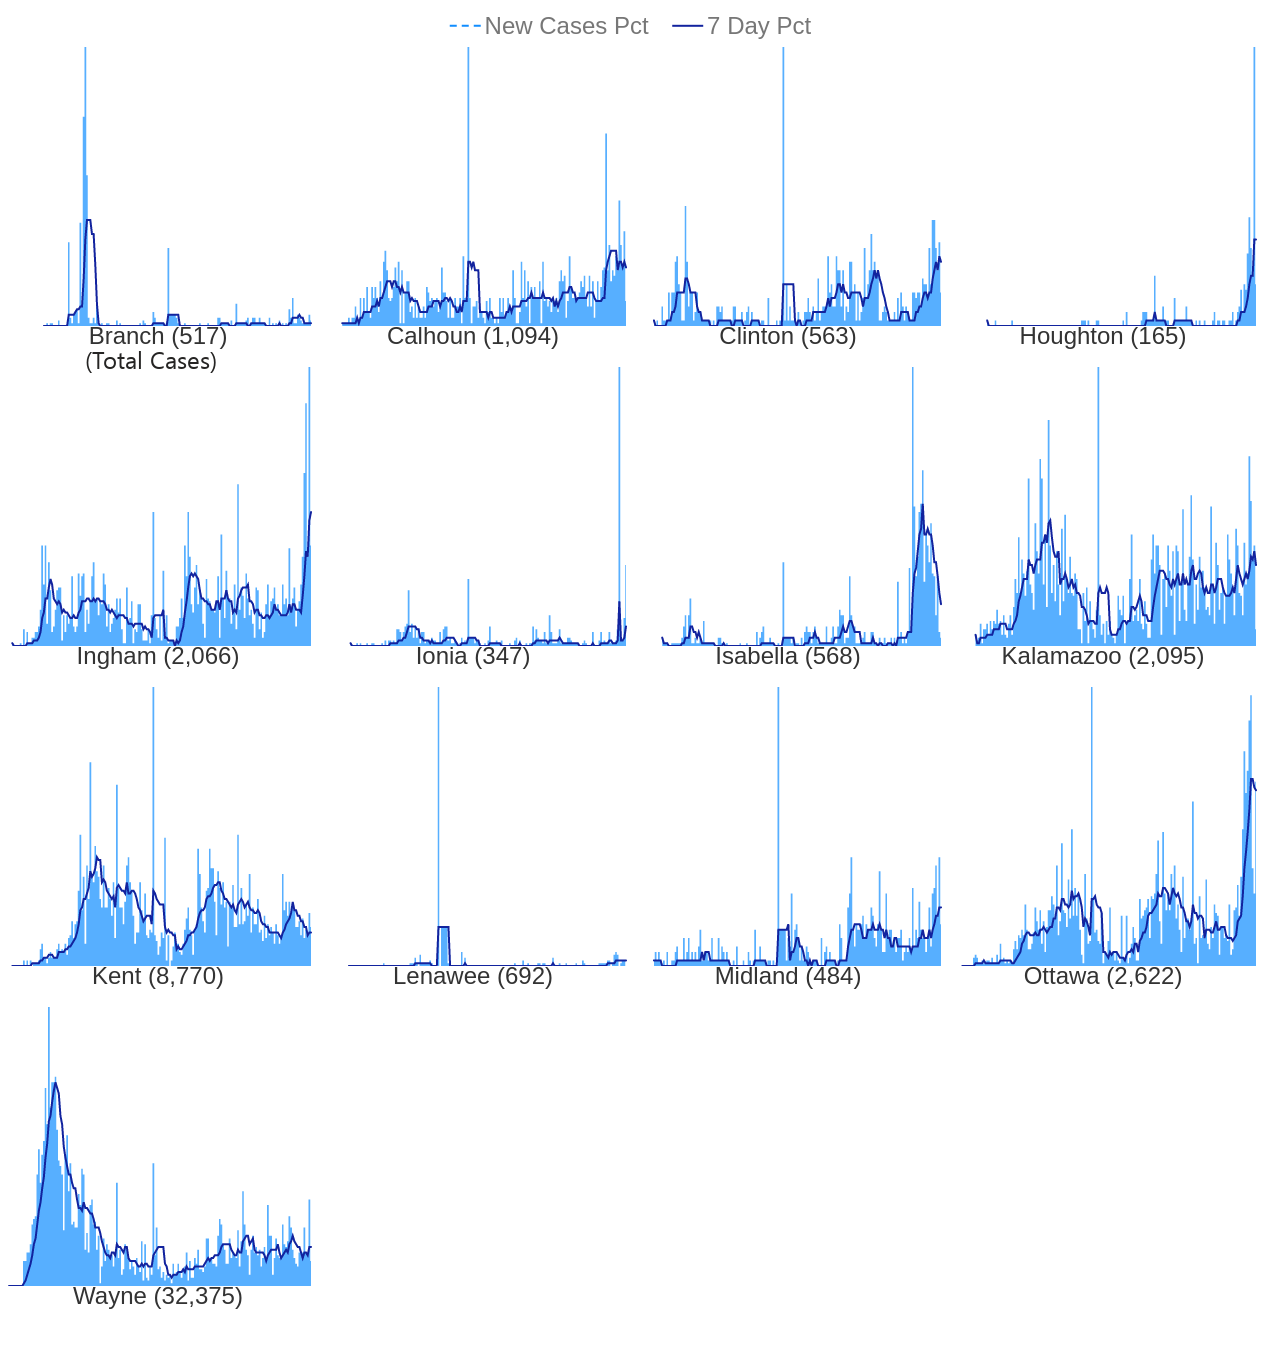 New Cases Pct 7 Day Pct
Branch (517) Calhoun (1,094) Clinton (563) Houghton (165)
(Total Cases)
Ingham (2,066) Ionia (347) Isabella (568) Kalamazoo (2,095)
Kent (8,770) Lenawee (692) Midland (484) Ottawa (2,622)
Wayne (32,375)